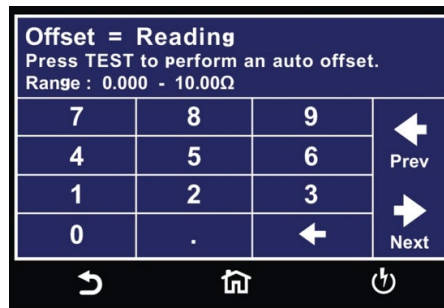 Offset = Reading
Press TEST to perform an auto offset.
Range : 0.000 - 10.00Ω
7 8 9
4 5 6 Prev
1 2 3
0 . Next